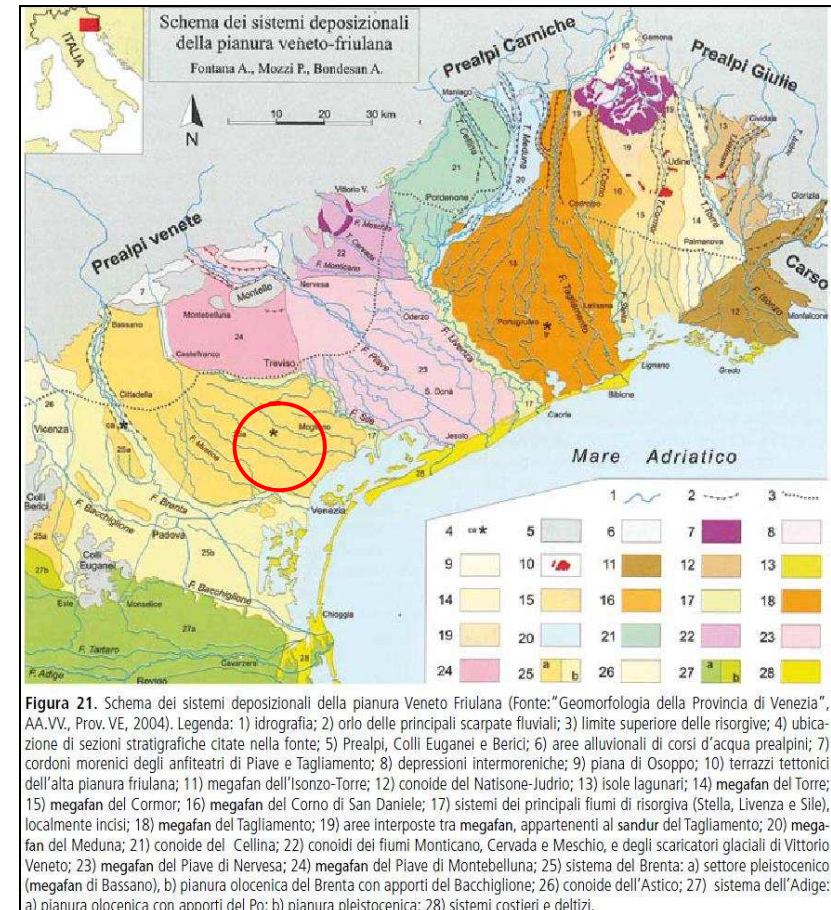 ITALIA
Schema dei sistemi deposizionali
della pianura veneto-friulana
Fontana A., Mozzi P., Bondesan A.
N
10 20 30 km
Prealpi Carniche
Prealpi Giulie
Prealpi venete
Carso
Gemona
Maniago
T. Cellina
T. Meduna
Cividale
Udine
T. Corno
T. Cormor
T. Torre
Gorizia
Pordenone
Codroipo
Palmanova
Vittorio V.
F. Meschio
T. Cervada
F. Monticano
Montello
Nervesa
Montebelluna
Castelfranco
Treviso
Oderzo
F. Piave
F. Livenza
S. Donà
Portogruaro
F. Tagliamento
Latisana
F. Stella
F. Isonzo
Monfalcone
Grado
Lignano
Bibione
Caorle
Jesolo
F. Sile
Mogliano
Bassano
Cittadella
Vicenza
F. Brenta
F. Bacchiglione
Padova
Venezia
Colli
Berici
Colli
Euganei
F. Bacchiglione
Este
Monselice
Chioggia
F. Tartaro
F. Adige
Rovigo
Cavarzere
Mare Adriatico
1 2 3
4 ca * 5 6 7 8
9 10 11 12 13
14 15 16 17 18
19 20 21 22 23
24 25 a b 26 27 a b 28
Figura 21. Schema dei sistemi deposizionali della pianura Veneto Friulana (Fonte:"Geomorfologia della Provincia di Venezia",
AA.VV., Prov. VE, 2004). Legenda: 1) idrografia; 2) orlo delle principali scarpate fluviali; 3) limite superiore delle risorgive; 4) ubica-
zione di sezioni stratigrafiche citate nella fonte; 5) Prealpi, Colli Euganei e Berici; 6) aree alluvionali di corsi d'acqua prealpini; 7)
cordoni morenici degli anfiteatri di Piave e Tagliamento; 8) depressioni intermoreniche; 9) piana di Osoppo; 10) terrazzi tettonici
dell'alta pianura friulana; 11) megafan dell'Isonzo-Torre; 12) conoide del Natisone-Judrio; 13) isole lagunari; 14) megafan del Torre;
15) megafan del Cormor; 16) megafan del Corno di San Daniele; 17) sistemi dei principali fiumi di risorgiva (Stella, Livenza e Sile),
localmente incisi; 18) megafan del Tagliamento; 19) aree interposte tra megafan, appartenenti al sandur del Tagliamento; 20) mega-
fan del Meduna; 21) conoide del Cellina; 22) conoidi dei fiumi Monticano, Cervada e Meschio, e degli scaricatori glaciali di Vittorio
Veneto; 23) megafan del Piave di Nervesa; 24) megafan del Piave di Montebelluna; 25) sistema del Brenta: a) settore pleistocenico
(megafan di Bassano), b) pianura olocenica del Brenta con apporti del Bacchiglione; 26) conoide dell'Astico; 27) sistema dell'Adige:
a) pianura olocenica con apporti del Po; b) pianura pleistocenica; 28) sistemi costieri e deltizi.